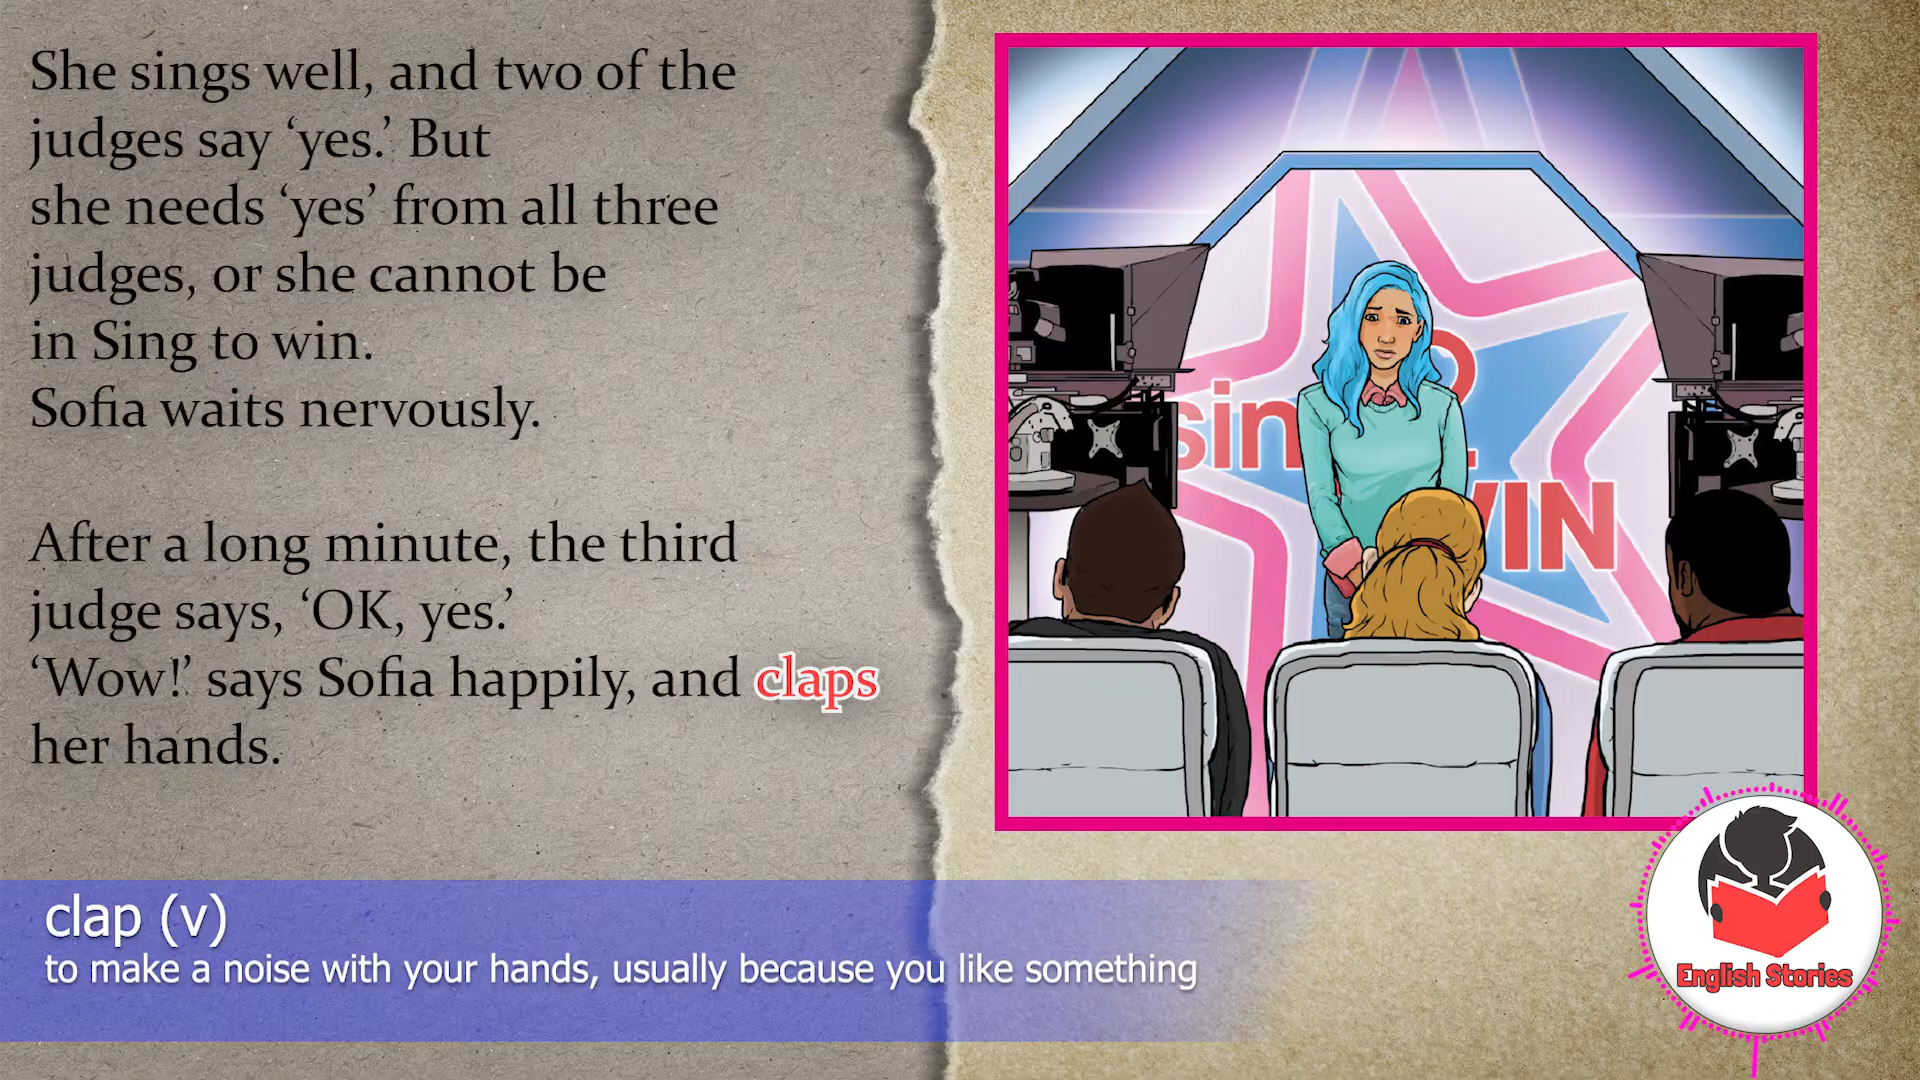 She sings well, and two of the
judges say ‘yes.’ But
she needs ‘yes’ from all three
judges, or she cannot be
in Sing to win.
Sofia waits nervously.
After a long minute, the third
judge says, ‘OK, yes.’
‘Wow!’ says Sofia happily, and claps
her hands.
sin
WIN
clap (v)
to make a noise with your hands, usually because you like something
English Stories